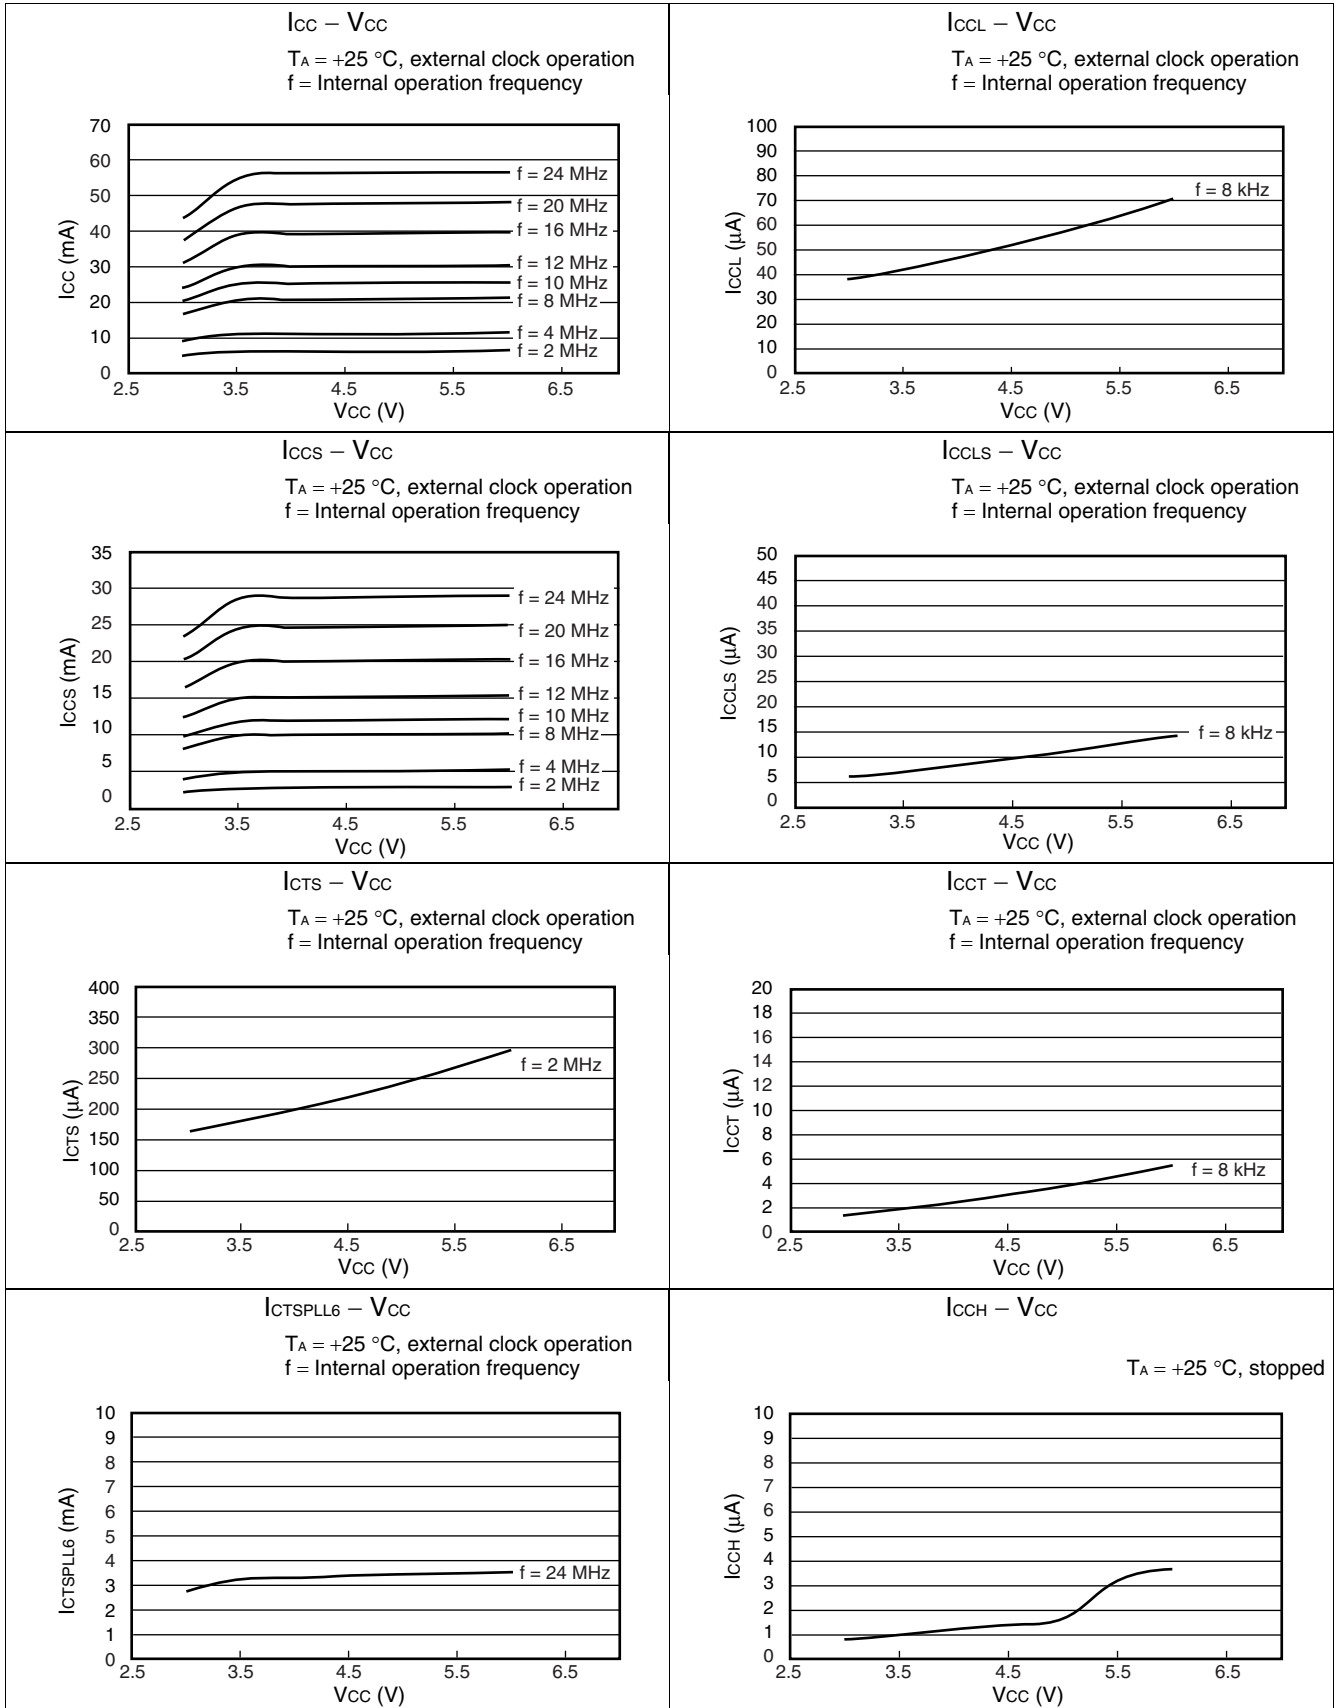 ICC – VCC
TA = +25 °C, external clock operation
f = Internal operation frequency
70
60
50
40
30
20
10
0
ICC (mA)
f = 24 MHz
f = 20 MHz
f = 16 MHz
f = 12 MHz
f = 10 MHz
f = 8 MHz
f = 4 MHz
f = 2 MHz
2.5 3.5 4.5 5.5 6.5
VCC (V)
ICCL – VCC
TA = +25 °C, external clock operation
f = Internal operation frequency
100
90
80
70
60
50
40
30
20
10
0
ICCL (μA)
f = 8 kHz
2.5 3.5 4.5 5.5 6.5
VCC (V)
ICCS – VCC
TA = +25 °C, external clock operation
f = Internal operation frequency
35
30
25
20
15
10
5
0
ICCS (mA)
f = 24 MHz
f = 20 MHz
f = 16 MHz
f = 12 MHz
f = 10 MHz
f = 8 MHz
f = 4 MHz
f = 2 MHz
2.5 3.5 4.5 5.5 6.5
VCC (V)
ICCLS – VCC
TA = +25 °C, external clock operation
f = Internal operation frequency
50
45
40
35
30
25
20
15
10
5
0
ICCLS (μA)
f = 8 kHz
2.5 3.5 4.5 5.5 6.5
VCC (V)
ICTS – VCC
TA = +25 °C, external clock operation
f = Internal operation frequency
400
350
300
250
200
150
100
50
0
ICTS (μA)
f = 2 MHz
2.5 3.5 4.5 5.5 6.5
VCC (V)
ICCT – VCC
TA = +25 °C, external clock operation
f = Internal operation frequency
20
18
16
14
12
10
8
6
4
2
0
ICCT (μA)
f = 8 kHz
2.5 3.5 4.5 5.5 6.5
VCC (V)
ICTSPLL6 – VCC
TA = +25 °C, external clock operation
f = Internal operation frequency
10
9
8
7
6
5
4
3
2
1
0
ICTSPLL6 (mA)
f = 24 MHz
2.5 3.5 4.5 5.5 6.5
VCC (V)
ICCH – VCC
TA = +25 °C, stopped
10
9
8
7
6
5
4
3
2
1
0
ICCH (μA)
2.5 3.5 4.5 5.5 6.5
VCC (V)